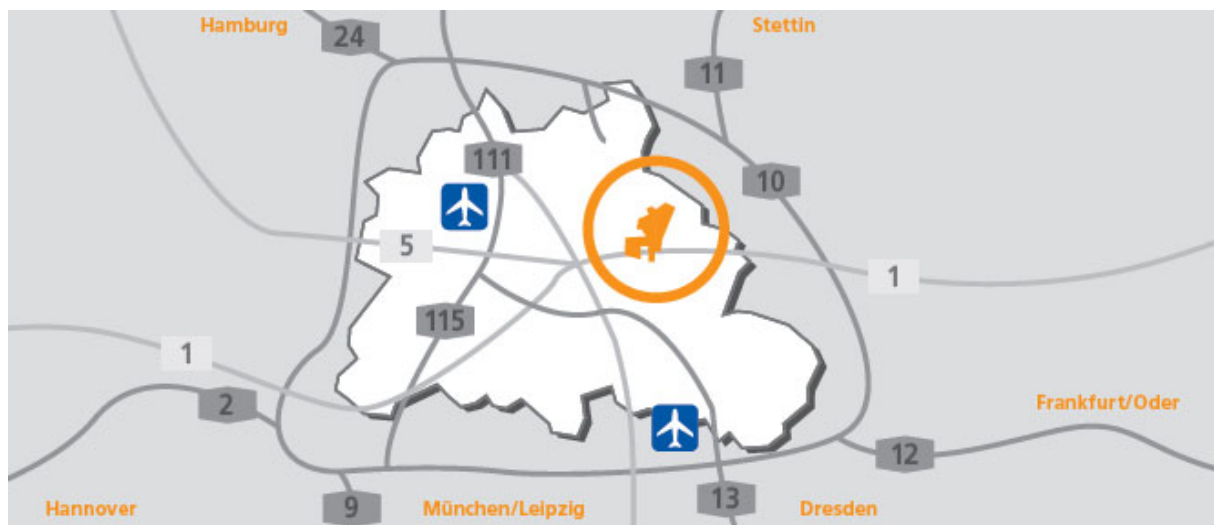 Hamburg
24
Stettin
11
111
10
5
1
115
1
2
Frankfurt/Oder
12
Hannover
9
München/Leipzig
13
Dresden